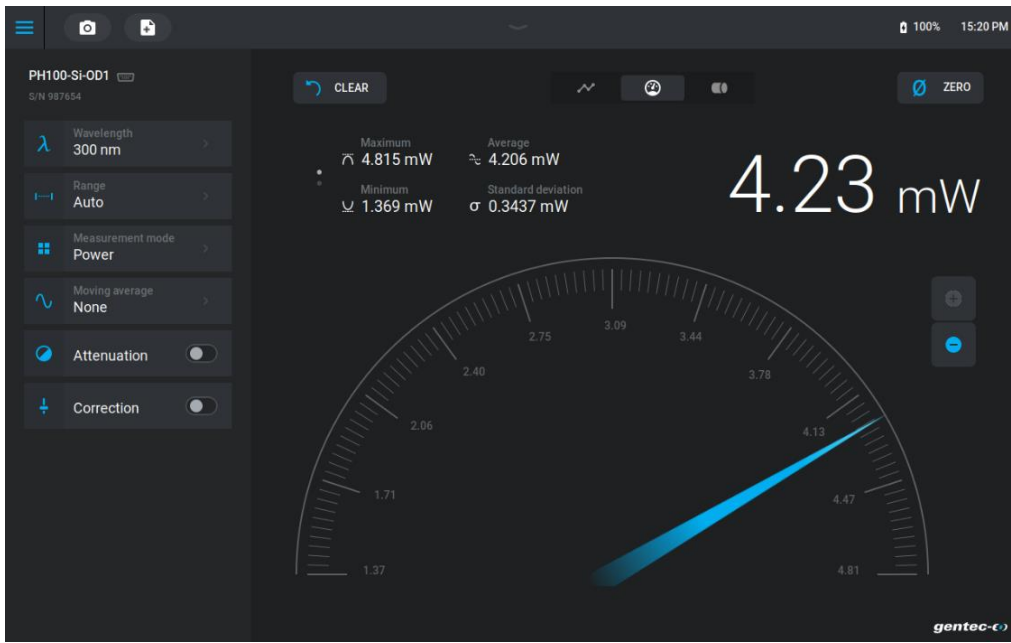 100% 15:20 PM
PH100-Si-OD1
S/N 987654
Wavelength
300 nm
Range
Auto
Measurement mode
Power
Moving average
None
Attenuation
Correction
CLEAR
ZERO
Maximum
4.815 mW
Average
4.206 mW
Minimum
1.369 mW
Standard deviation
σ 0.3437 mW
4.23 mW
1.37
1.71
2.06
2.40
2.75
3.09
3.44
3.78
4.13
4.47
4.81
gentec-eo